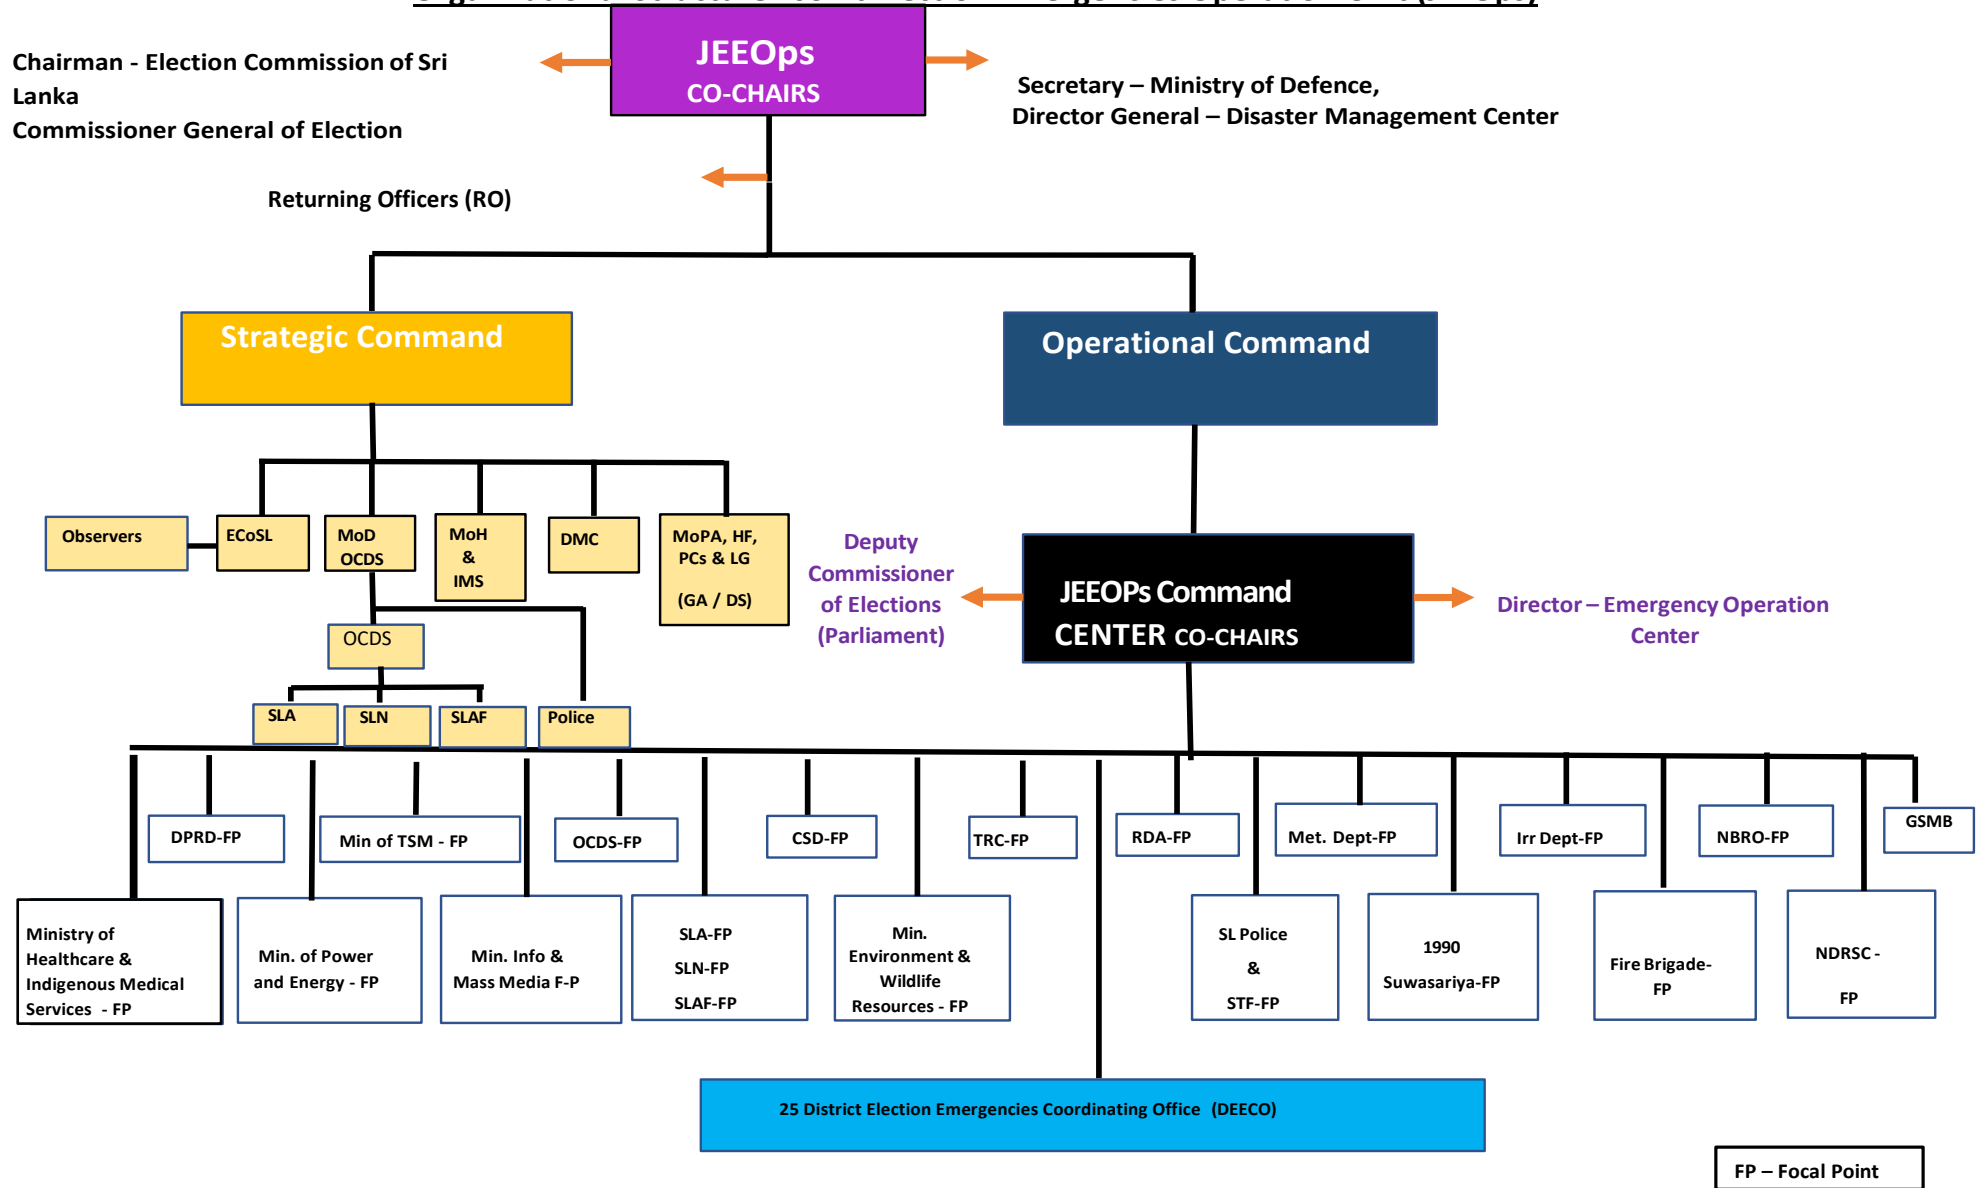 JEEOps
CO-CHAIRS
Chairman - Election Commission of Sri
Lanka
Commissioner General of Election
Secretary – Ministry of Defence,
Director General – Disaster Management Center
Returning Officers (RO)
Strategic Command
Operational Command
Observers
ECoSL
MoD
OCDS
MoH
&
IMS
DMC
MoPA, HF,
PCs & LG
(GA / DS)
Deputy
Commissioner
of Elections
(Parliament)
JEEOPs Command
CENTER CO-CHAIRS
Director – Emergency Operation
Center
OCDS
SLA
SLN
SLAF
Police
DPRD-FP
Min of TSM - FP
OCDS-FP
CSD-FP
TRC-FP
RDA-FP
Met. Dept-FP
Irr Dept-FP
NBRO-FP
GSMB
Ministry of
Healthcare &
Indigenous Medical
Services - FP
Min. of Power
and Energy - FP
Min. Info &
Mass Media F-P
SLA-FP
SLN-FP
SLAF-FP
Min.
Environment &
Wildlife
Resources - FP
SL Police
&
STF-FP
1990
Suwasariya-FP
Fire Brigade-
FP
NDRSC -
FP
25 District Election Emergencies Coordinating Office (DEECO)
FP – Focal Point